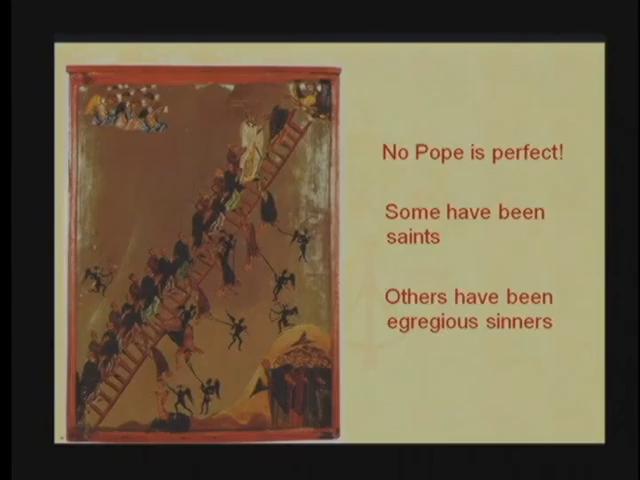 No Pope is perfect!
Some have been
saints
Others have been
egregious sinners